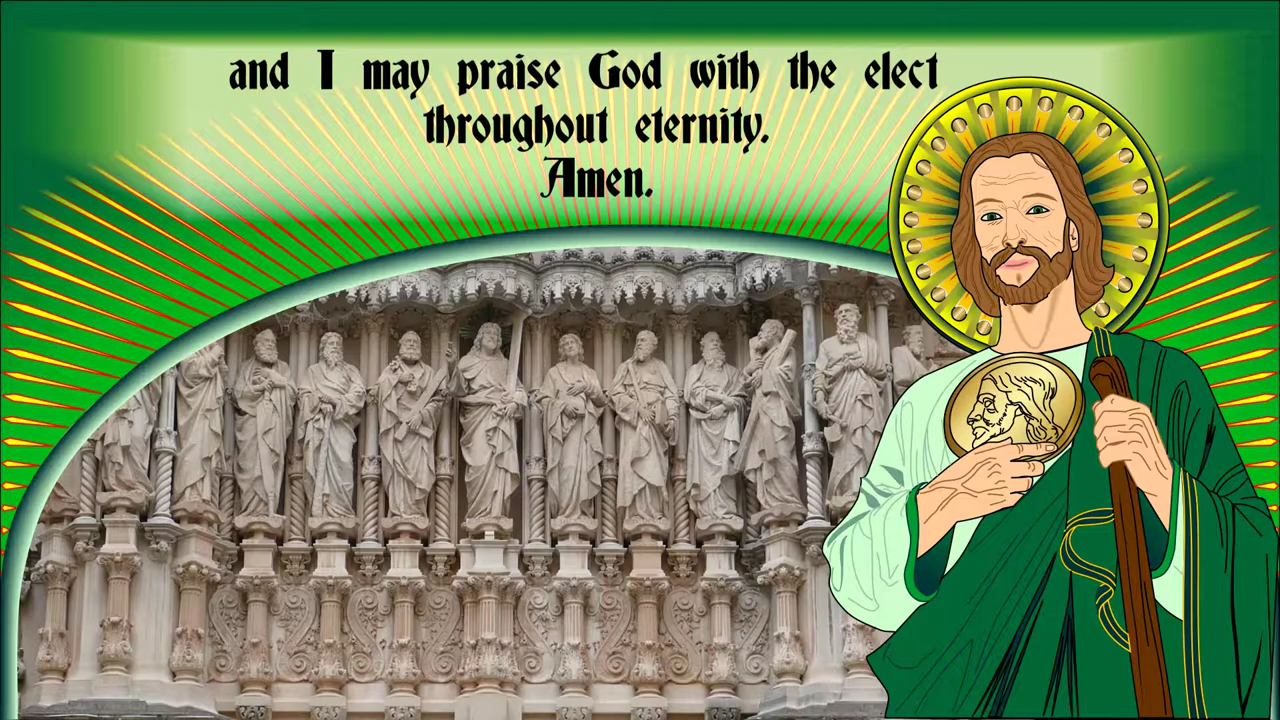 and I may praise God with the elect
throughout eternity.
Amen.